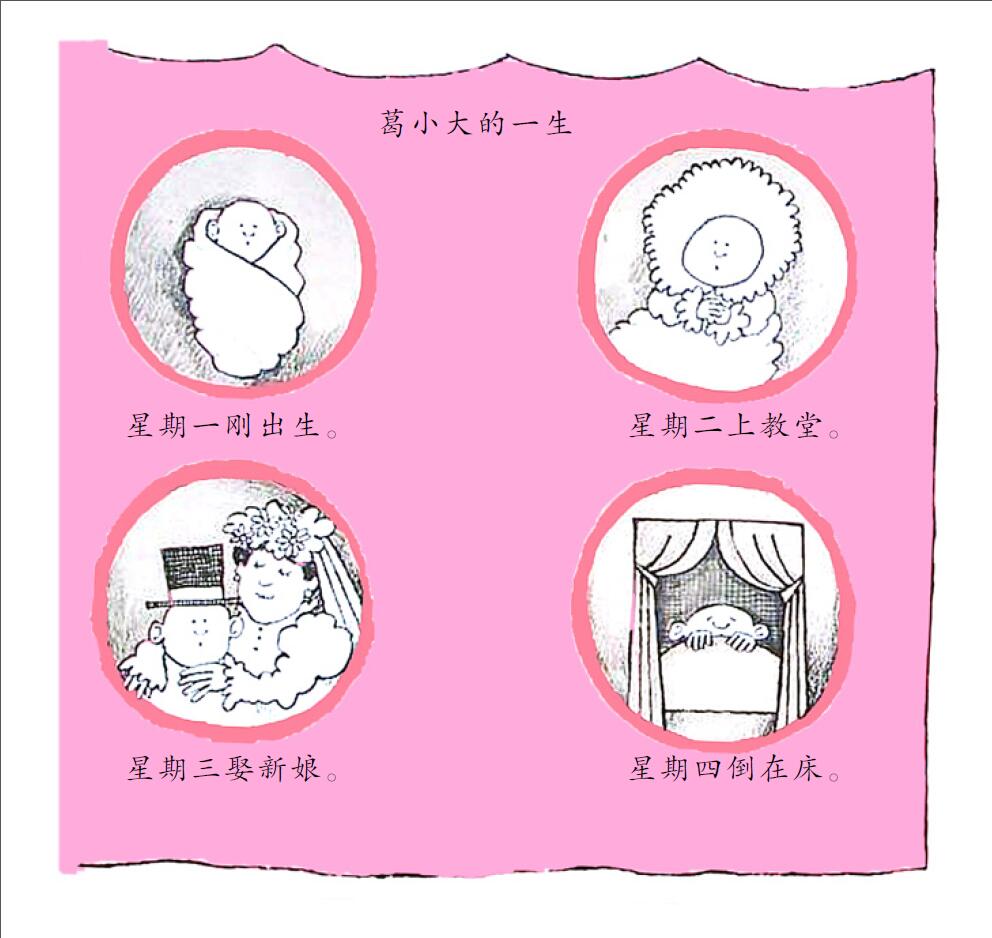 葛小大的一生
星期一刚出生。
星期二上教堂。
星期三娶新娘。
星期四倒在床。